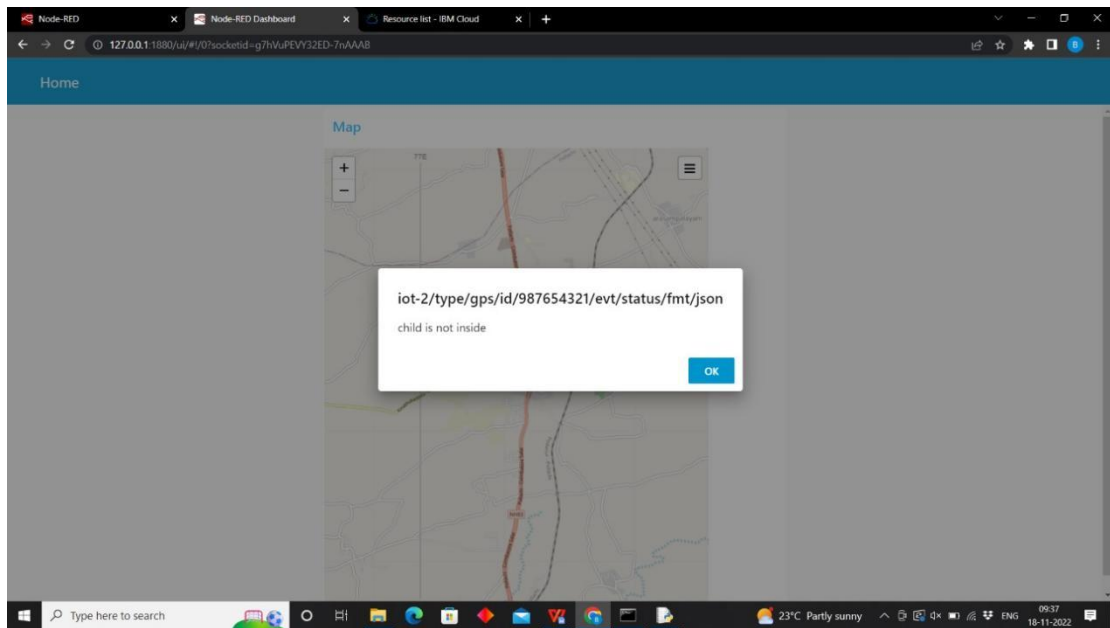 Node-RED
Node-RED Dashboard
Resource list - IBM Cloud
127.0.0.1:1880/ui/#!/0?socketid=g7hVuPEVY32ED-7nAAAB
B
Home
Map
+
−
77E
iot-2/type/gps/id/987654321/evt/status/fmt/json
child is not inside
OK
Type here to search
23°C Partly sunny
ENG
09:37
18-11-2022